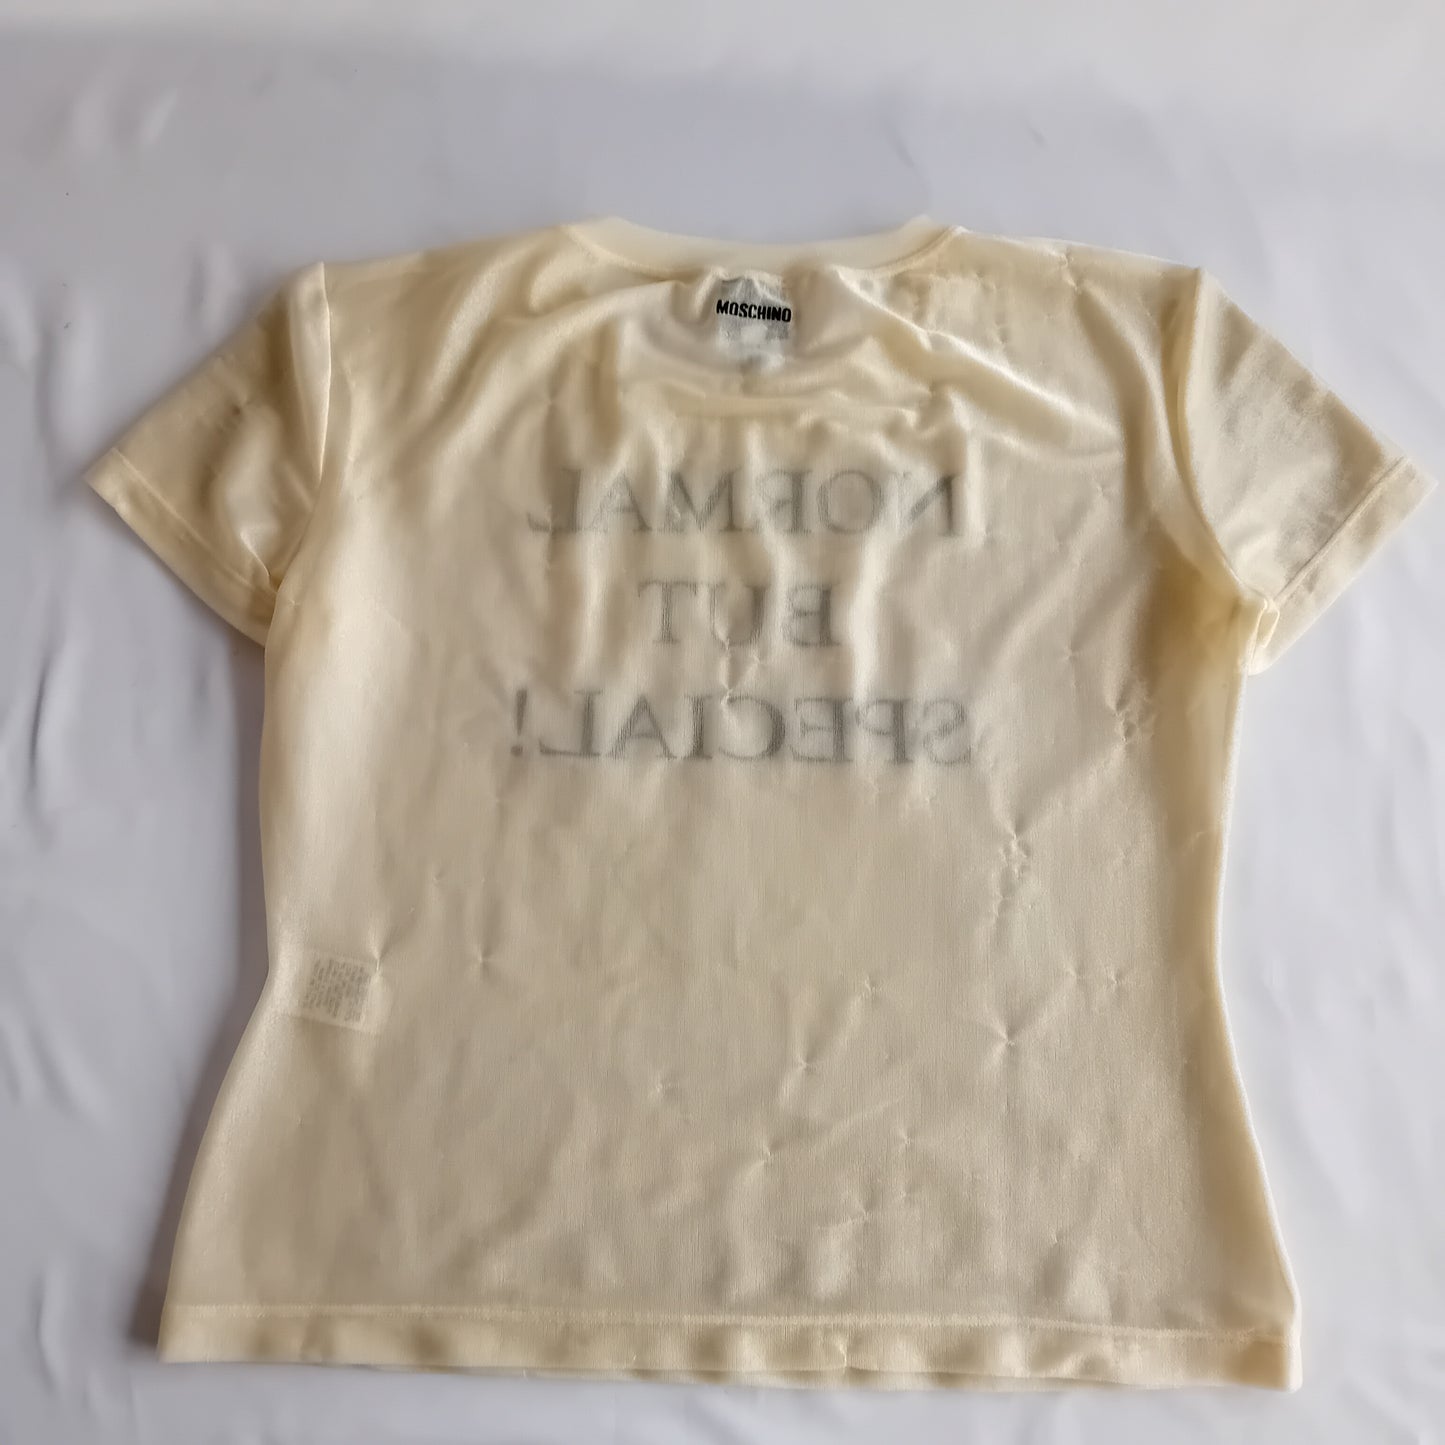 MOSCHINO
NORMAL
BUT
SPECIAL!